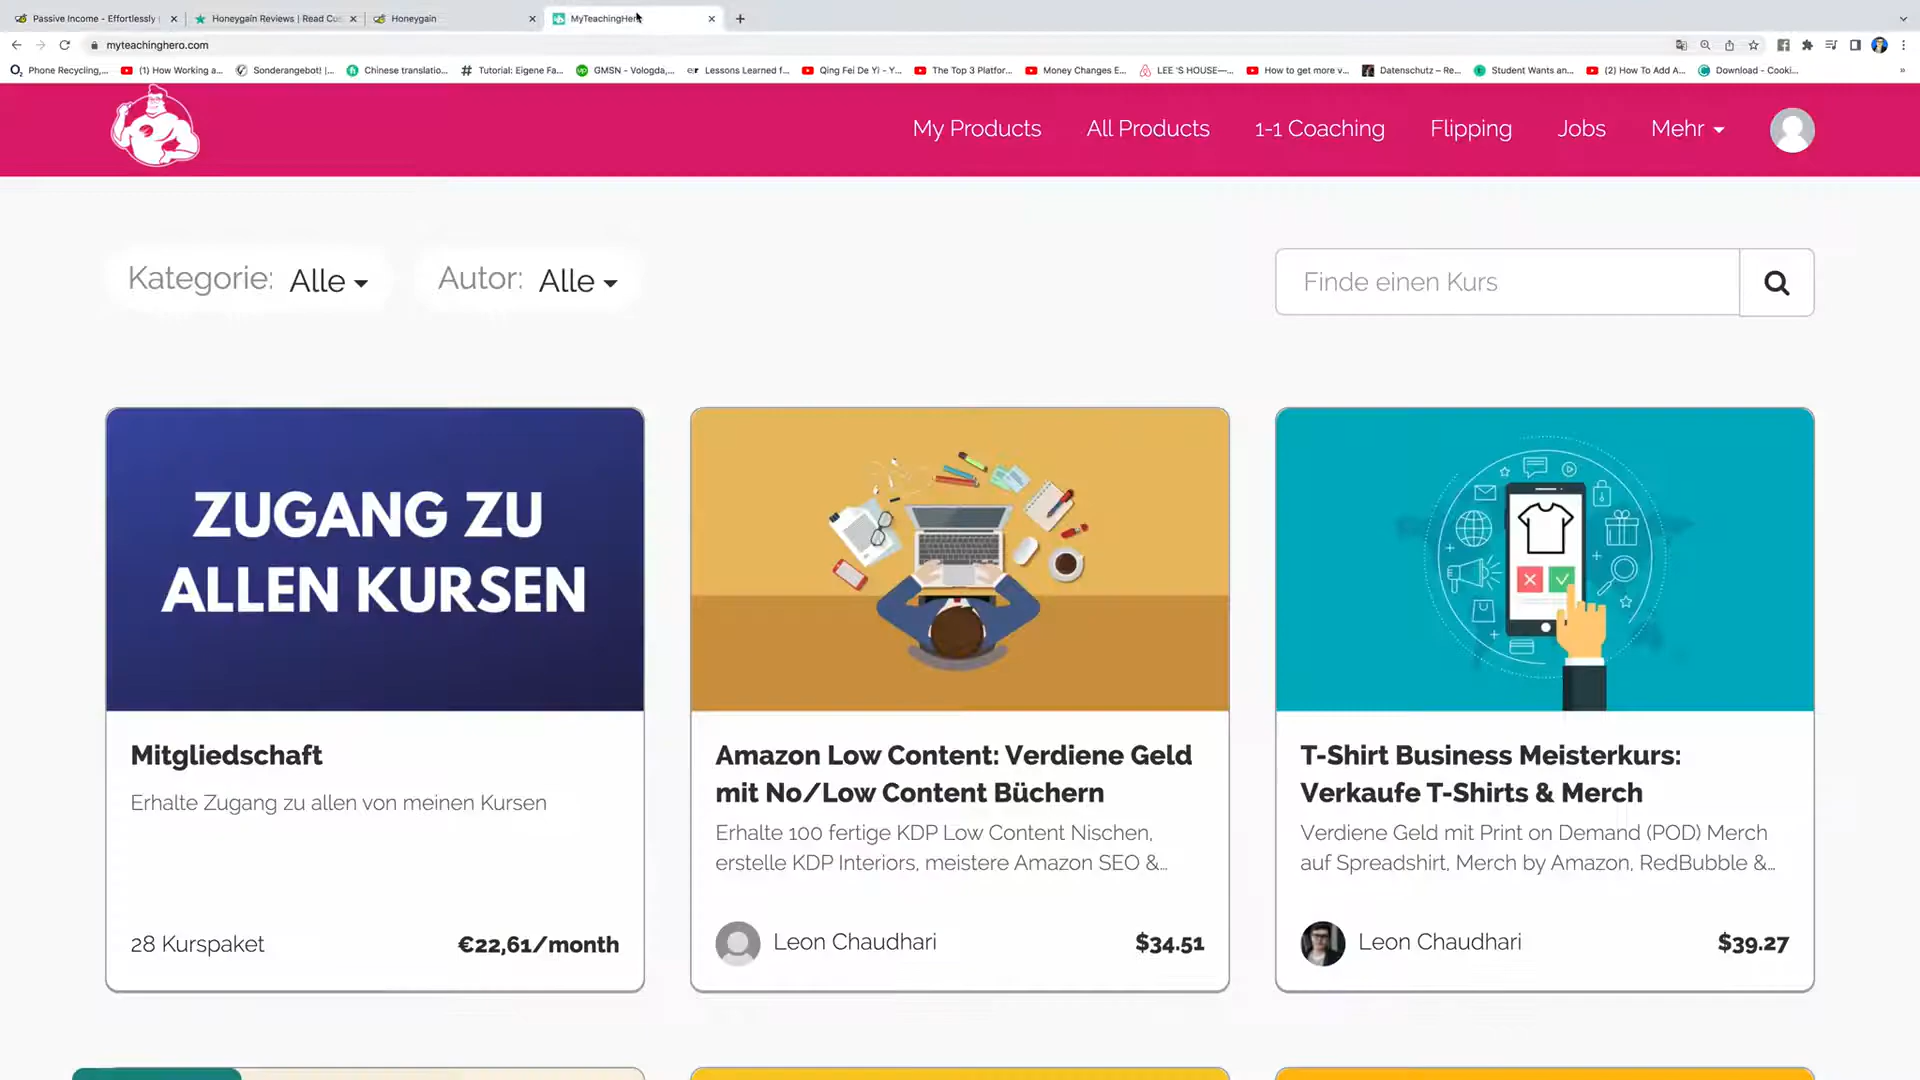 Passive Income - Effortlessly
Honeygain Reviews | Read Cus
Honeygain
MyTeachingHero
myteachinghero.com
Phone Recycling,...
(1) How Working a...
Sonderangebot! |...
Chinese translatio...
Tutorial: Eigene Fa...
GMSN - Vologda,...
Lessons Learned f...
Qing Fei De Yi - Y...
The Top 3 Platfor...
Money Changes E...
LEE 'S HOUSE—...
How to get more v...
Datenschutz – Re...
Student Wants an...
(2) How To Add A...
Download - Cooki...
My Products
All Products
1-1 Coaching
Flipping
Jobs
Mehr
Kategorie: Alle
Autor: Alle
Finde einen Kurs
ZUGANG ZU
ALLEN KURSEN
Mitgliedschaft
Erhalte Zugang zu allen von meinen Kursen
28 Kurspaket
€22,61/month
Amazon Low Content: Verdiene Geld
mit No/Low Content Büchern
Erhalte 100 fertige KDP Low Content Nischen,
erstelle KDP Interiors, meistere Amazon SEO &...
Leon Chaudhari
$34.51
T-Shirt Business Meisterkurs:
Verkaufe T-Shirts & Merch
Verdiene Geld mit Print on Demand (POD) Merch
auf Spreadshirt, Merch by Amazon, RedBubble &...
Leon Chaudhari
$39.27